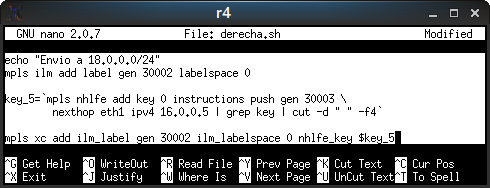 r4
GNU nano 2.0.7 File: derecha.sh Modified
echo "Envio a 18.0.0.0/24"
mpls ilm add label gen 30002 labelspace 0
key_5=`mpls nhlfe add key 0 instructions push gen 30003 \
nexthop eth1 ipv4 16.0.0.5 | grep key | cut -d " " -f4`
mpls xc add ilm_label gen 30002 ilm_labelspace 0 nhlfe_key $key_5
^G Get Help ^O WriteOut ^R Read File ^Y Prev Page ^K Cut Text ^C Cur Pos
^X Exit ^J Justify ^W Where Is ^V Next Page ^U UnCut Text ^T To Spell